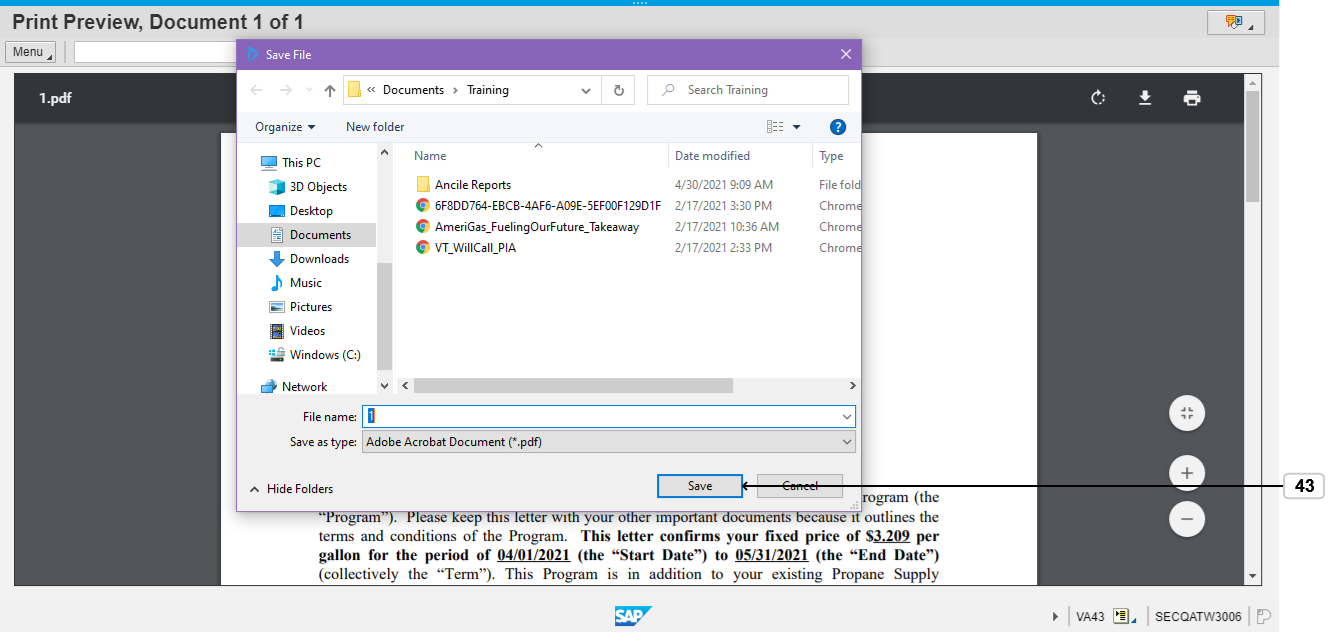 Print Preview, Document 1 of 1
Menu
Save File
1.pdf
« Documents › Training
Search Training
Organize
New folder
?
Name
Date modified
Type
This PC
3D Objects
Desktop
Documents
Downloads
Music
Pictures
Videos
Windows (C:)
Network
Ancile Reports 4/30/2021 9:09 AM File fold
6F8DD764-EBCB-4AF6-A09E-5EF00F129D1F 2/17/2021 3:30 PM Chrome
AmeriGas_FuelingOurFuture_Takeaway 2/17/2021 10:36 AM Chrome
VT_WillCall_PIA 2/17/2021 2:33 PM Chrome
File name: 1
Save as type: Adobe Acrobat Document (*.pdf)
Hide Folders
Save
Cancel
43
rogram (the
“Program”). Please keep this letter with your other important documents because it outlines the
terms and conditions of the Program. This letter confirms your fixed price of $3.209 per
gallon for the period of 04/01/2021 (the “Start Date”) to 05/31/2021 (the “End Date”)
(collectively the “Term”). This Program is in addition to your existing Propane Supply
SAP
VA43
SECQATW3006